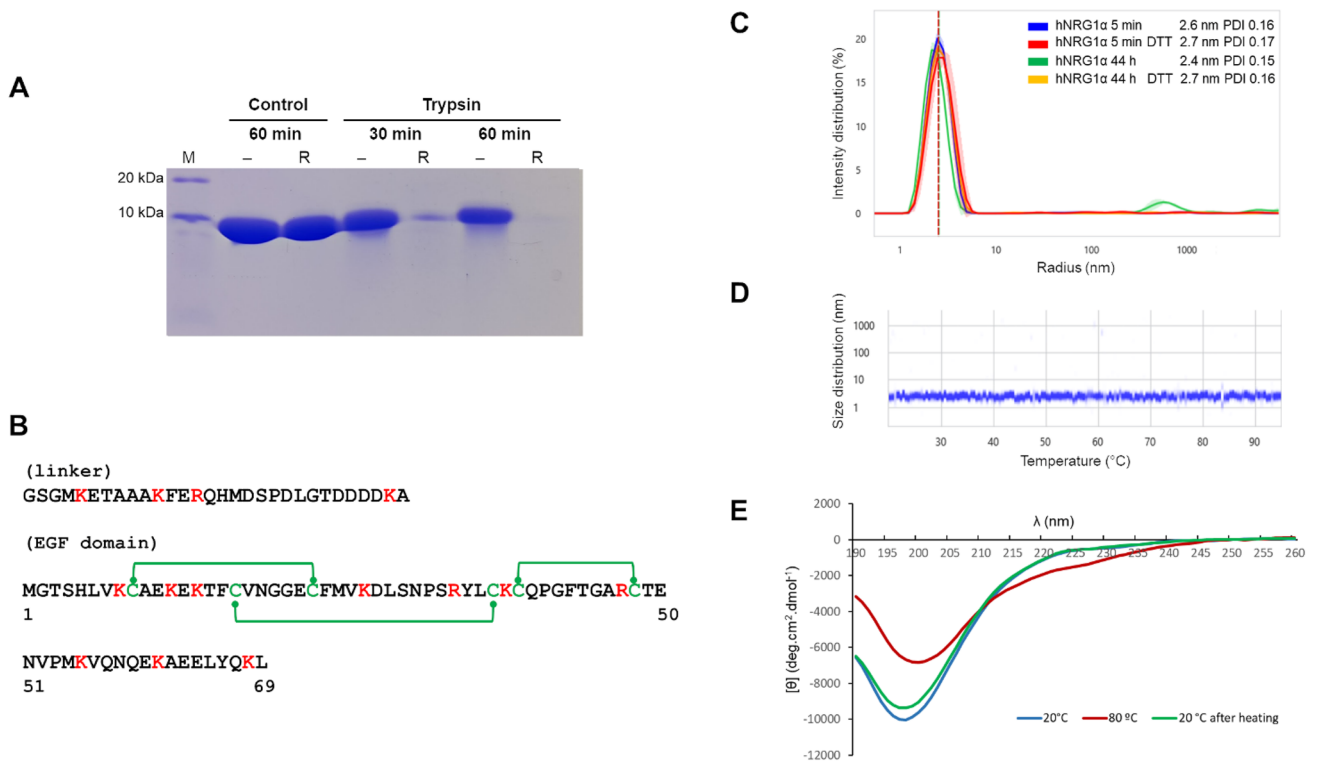 A
Control Trypsin
60 min 30 min 60 min
M – R – R – R
20 kDa
10 kDa
B
(linker)
GSGMKETAAAKFERQHMDSPDLGTDDDDKA
(EGF domain)
MGTSHLVKCAEKEKTFCVNGGECFMVKDLSNPSRYLCKCQPGFTGARCTE
1 50
NVPMKVQNQEKAEELYQKL
51 69
C
Intensity distribution (%)
20
15
10
5
0
hNRG1α 5 min 2.6 nm PDI 0.16
hNRG1α 5 min DTT 2.7 nm PDI 0.17
hNRG1α 44 h 2.4 nm PDI 0.15
hNRG1α 44 h DTT 2.7 nm PDI 0.16
1 10 100 1000
Radius (nm)
D
Size distribution (nm)
1000
100
10
1
30 40 50 60 70 80 90
Temperature (°C)
E
[θ] (deg.cm².dmol⁻¹)
2000
0
-2000
-4000
-6000
-8000
-10000
-12000
λ (nm)
190 195 200 205 210 215 220 225 230 235 240 245 250 255 260
20°C 80 ºC 20 °C after heating